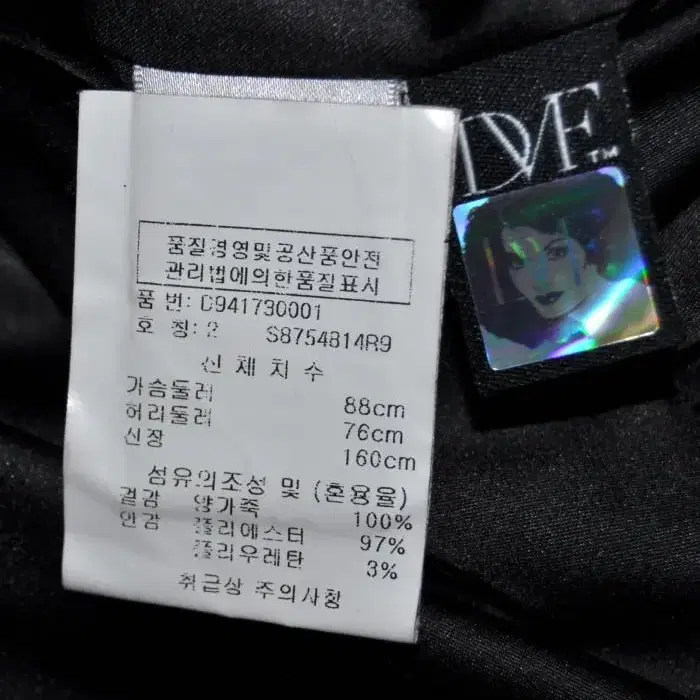 DVF™
품질경영및공산품안전
관리법에의한품질표시
품 번: D941730001
호 칭: 2 S8754814R9
신 체 치 수
가슴둘레 88cm
허리둘레 76cm
신장 160cm
섬유의조성 및 (혼용율)
겉감 양가죽 100%
안감 폴리에스터 97%
폴리우레탄 3%
취급상 주의사항